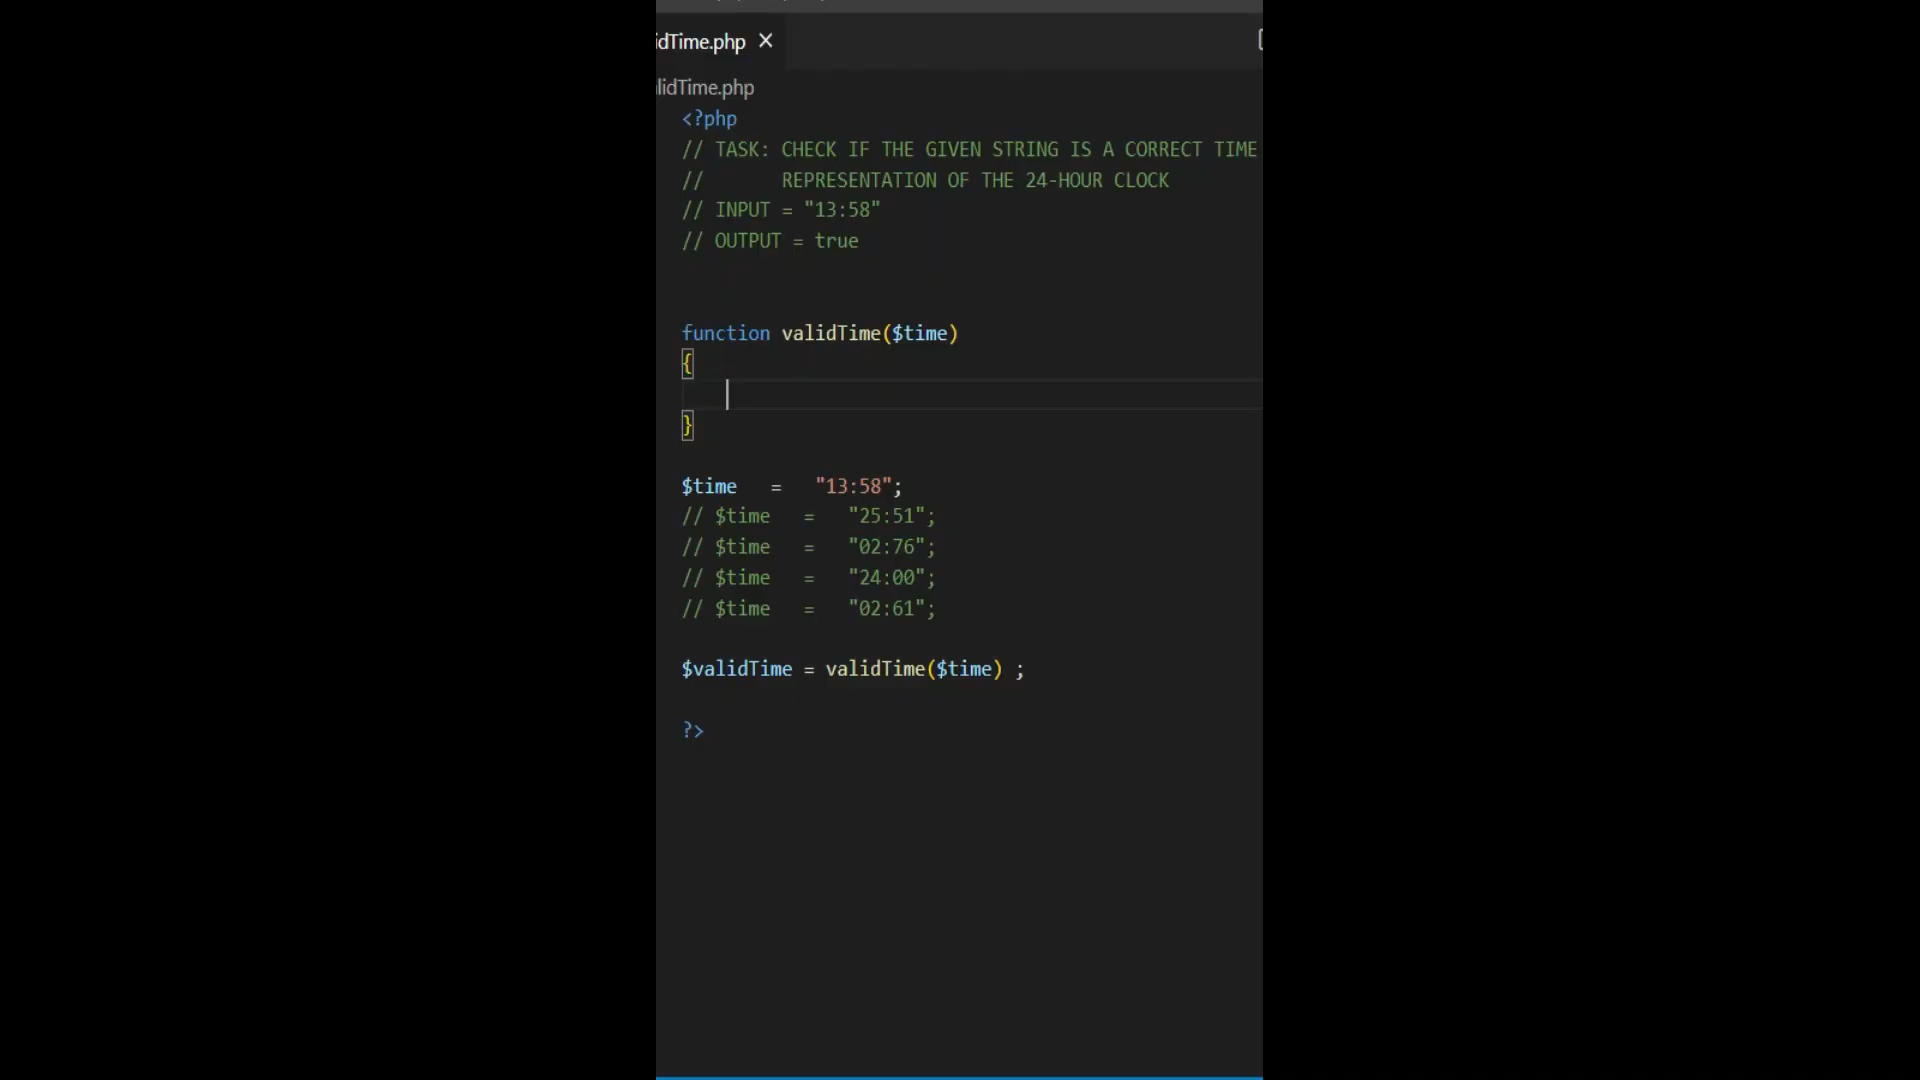 idTime.php
lidTime.php
<?php
// TASK: CHECK IF THE GIVEN STRING IS A CORRECT TIME
//       REPRESENTATION OF THE 24-HOUR CLOCK
// INPUT = "13:58"
// OUTPUT = true
function validTime($time)
{
}
$time   =   "13:58";
// $time   =   "25:51";
// $time   =   "02:76";
// $time   =   "24:00";
// $time   =   "02:61";
$validTime = validTime($time) ;
?>